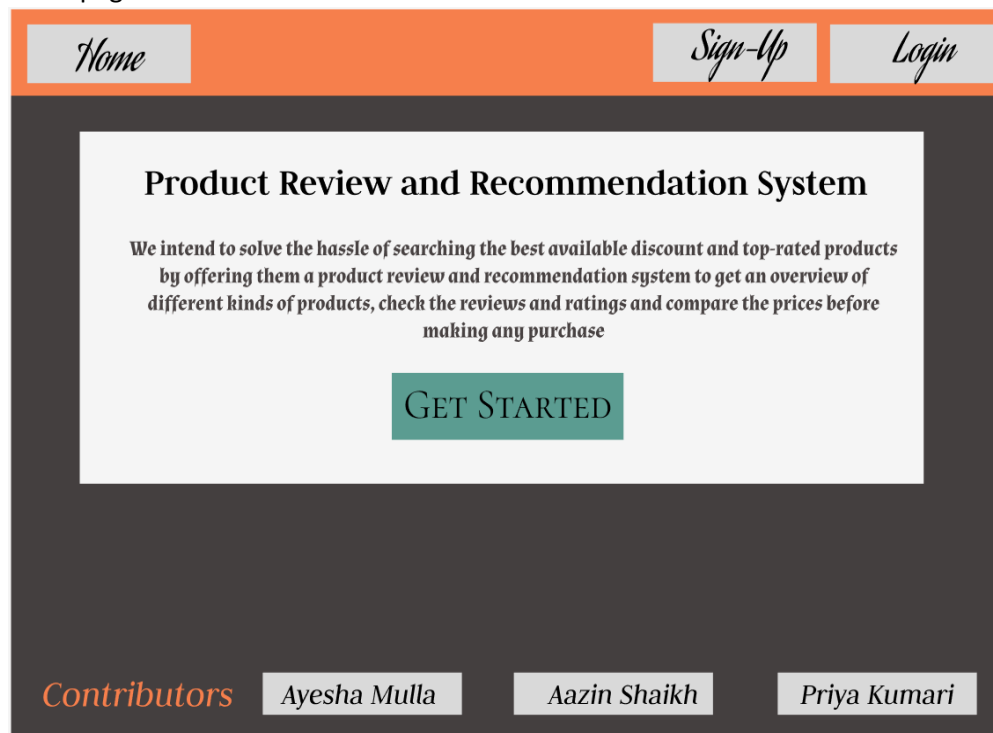 Home
Sign-Up
Login
Product Review and Recommendation System
We intend to solve the hassle of searching the best available discount and top-rated products
by offering them a product review and recommendation system to get an overview of
different kinds of products, check the reviews and ratings and compare the prices before
making any purchase
GET STARTED
Contributors
Ayesha Mulla
Aazin Shaikh
Priya Kumari